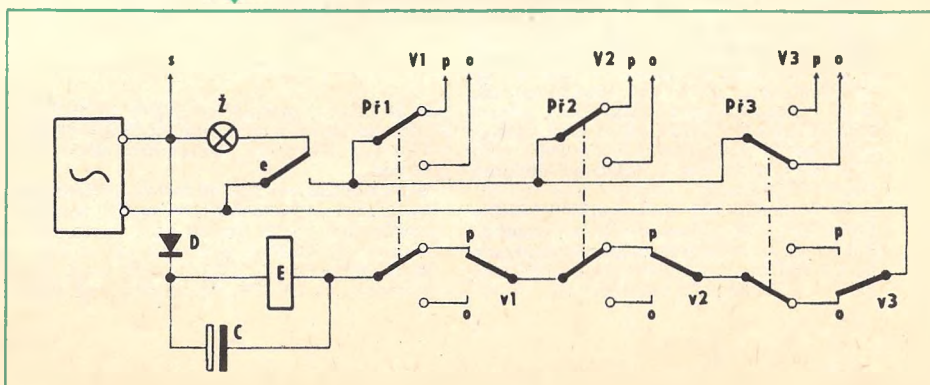 s V1 p o V2 p o V3 p o
Ž Př1 Př2 Př3
e
D
E p p p
v1 v2 v3
C o o o